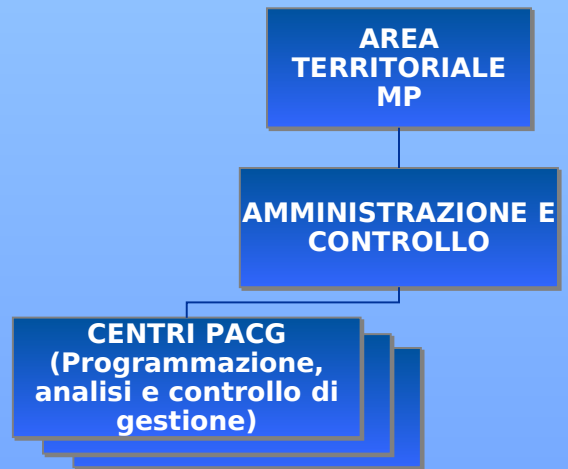 AREA
TERRITORIALE
MP
AMMINISTRAZIONE E
CONTROLLO
CENTRI PACG
(Programmazione,
analisi e controllo di
gestione)